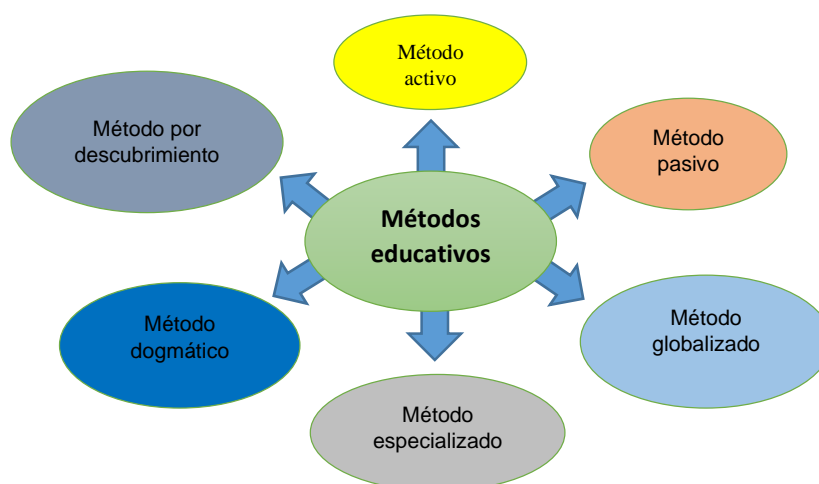 Método
activo
Método por
descubrimiento
Método
pasivo
Métodos
educativos
Método
dogmático
Método
globalizado
Método
especializado